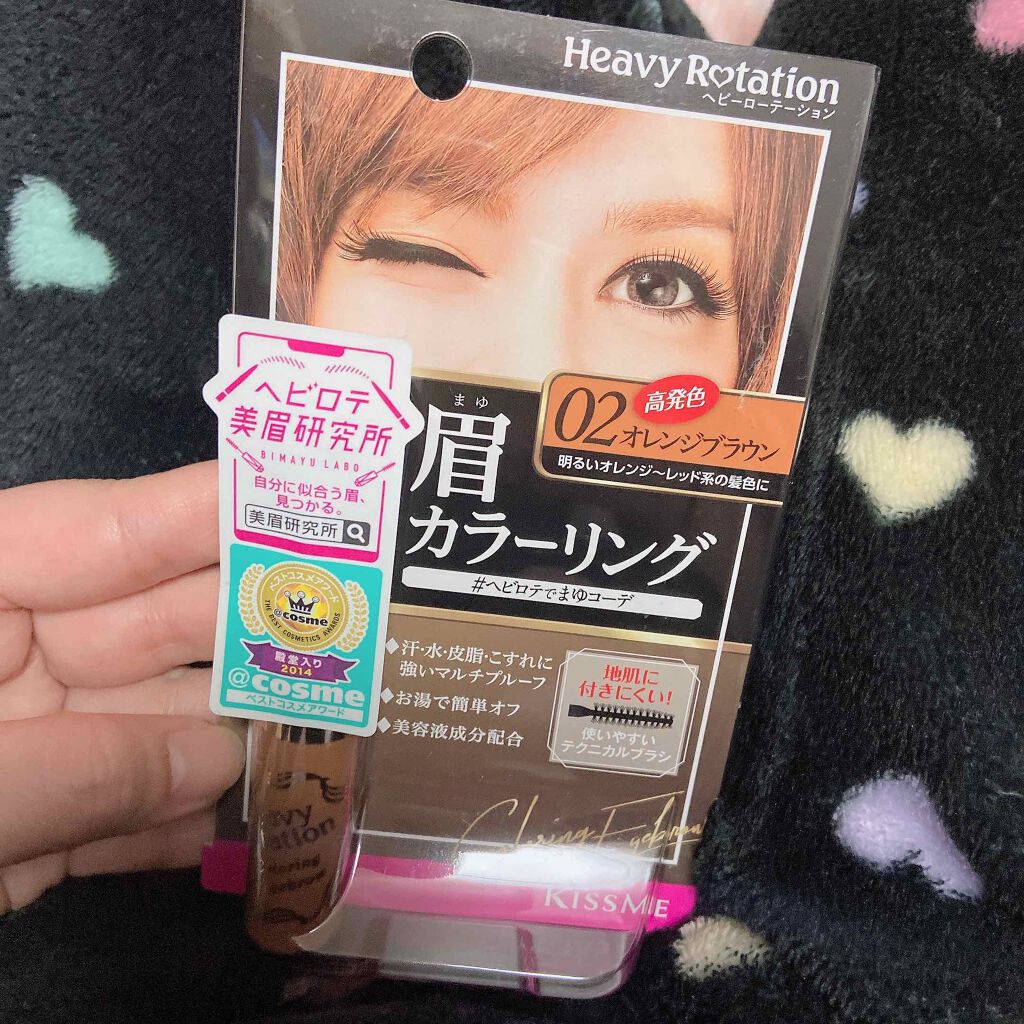 Heavy Rotation
ヘビーローテーション
高発色
02 オレンジブラウン
明るいオレンジ〜レッド系の髪色に
まゆ
眉
カラーリング
#ヘビロテでまゆコーデ
◆汗・水・皮脂・こすれに
強いマルチプルーフ
◆お湯で簡単オフ
◆美容液成分配合
地肌に
付きにくい!
使いやすい
テクニカルブラシ
Coloring Eyebrow
KISSME
ヘビロテ
美眉研究所
BIMAYU LABO
自分に似合う眉、
見つかる。
美眉研究所
ベストコスメアワード
@cosme
THE BEST COSMETICS AWARDS
殿堂入り
2014
@cosme
ベストコスメアワード
avy
tation
loring
yebrow